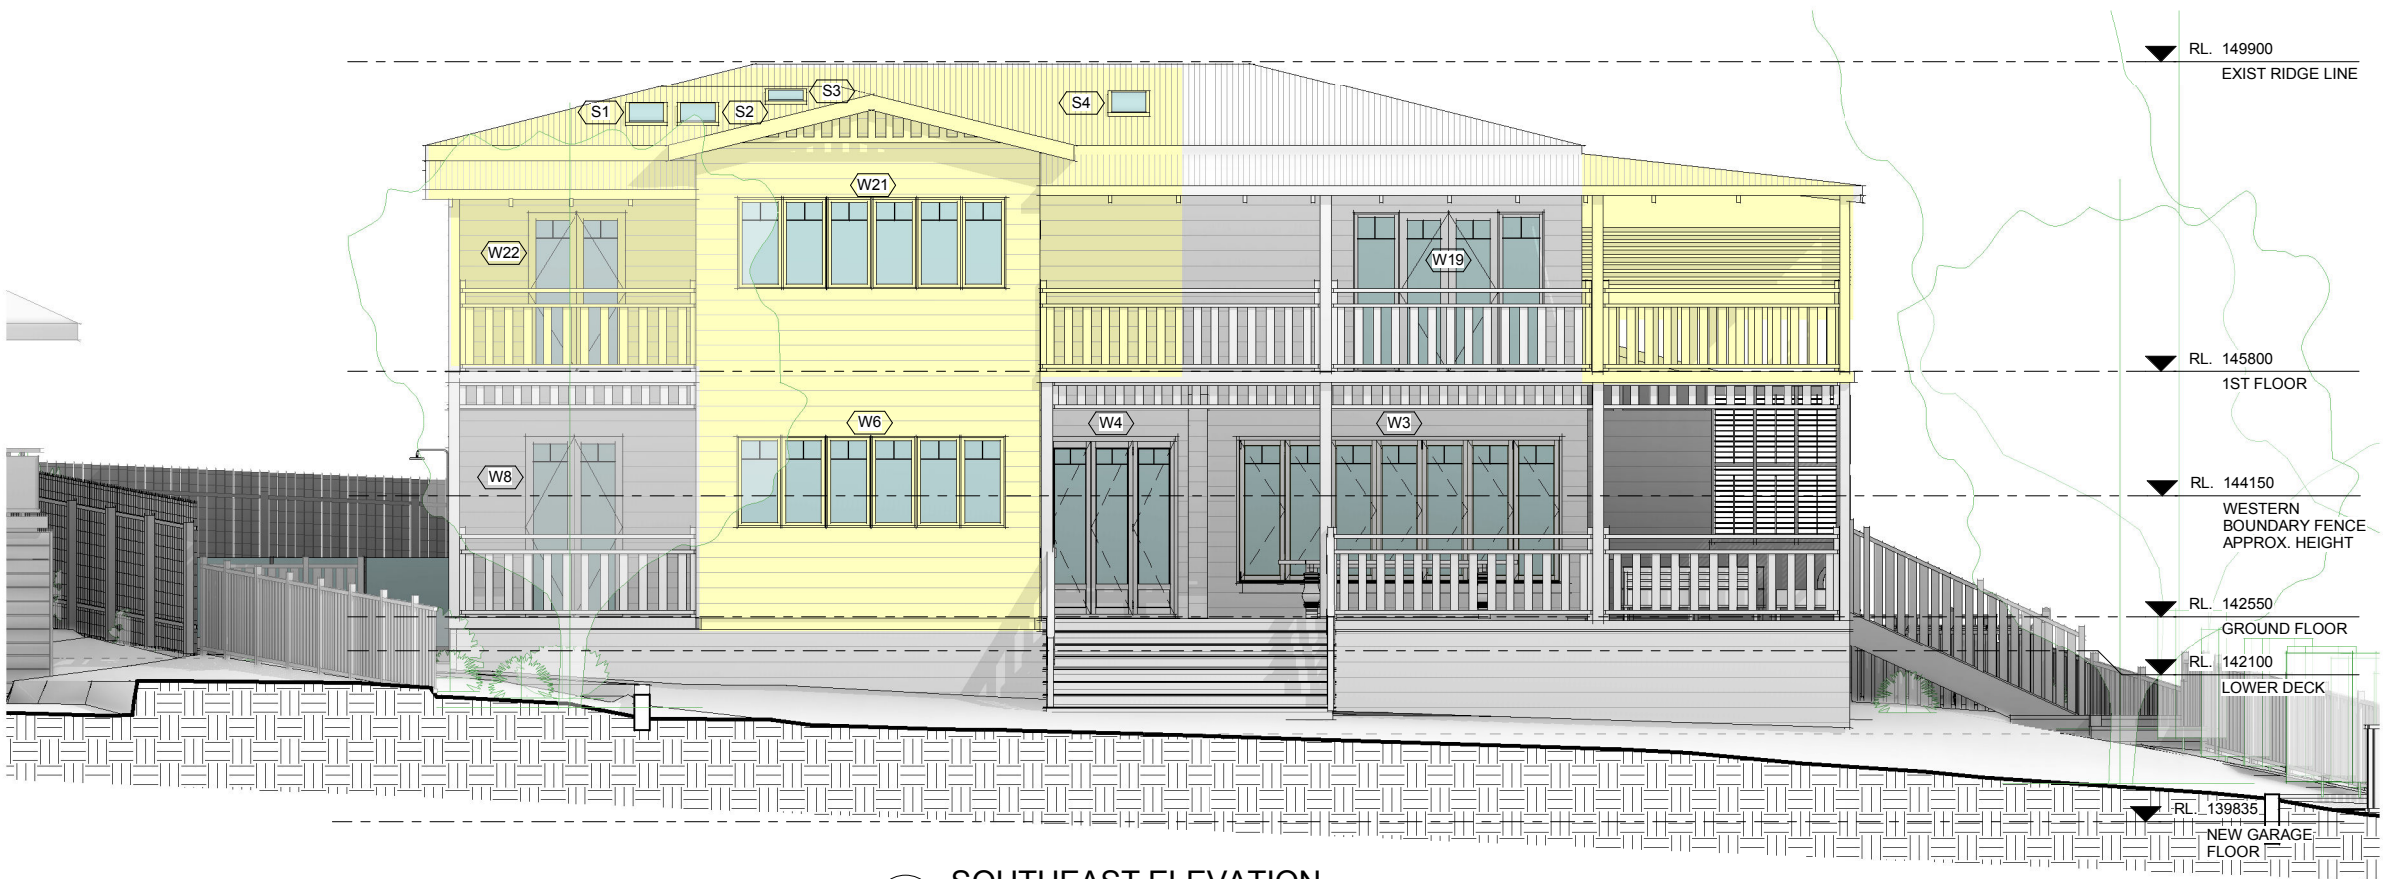 RL. 149900
EXIST RIDGE LINE
S1
S2
S3
S4
W21
W22
W19
RL. 145800
1ST FLOOR
W6
W4
W3
W8
RL. 144150
WESTERN
BOUNDARY FENCE
APPROX. HEIGHT
RL. 142550
GROUND FLOOR
RL. 142100
LOWER DECK
RL. 139835
NEW GARAGE
FLOOR
SOUTHEAST ELEVATION